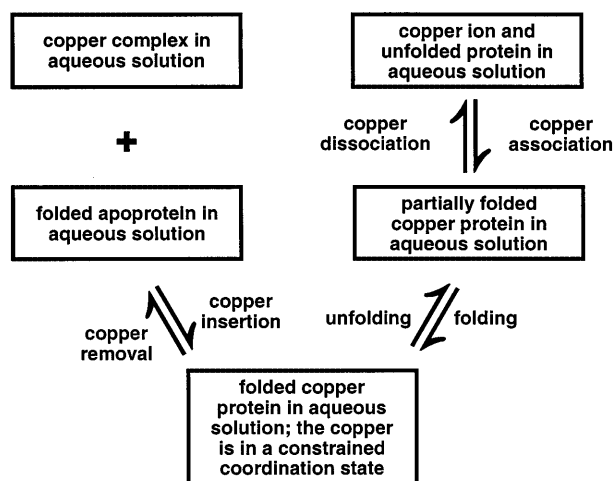 copper complex in
aqueous solution
+
folded apoprotein in
aqueous solution
copper
insertion
copper
removal
copper ion and
unfolded protein in
aqueous solution
copper
dissociation
copper
association
partially folded
copper protein in
aqueous solution
unfolding
folding
folded copper
protein in aqueous
solution; the copper
is in a constrained
coordination state